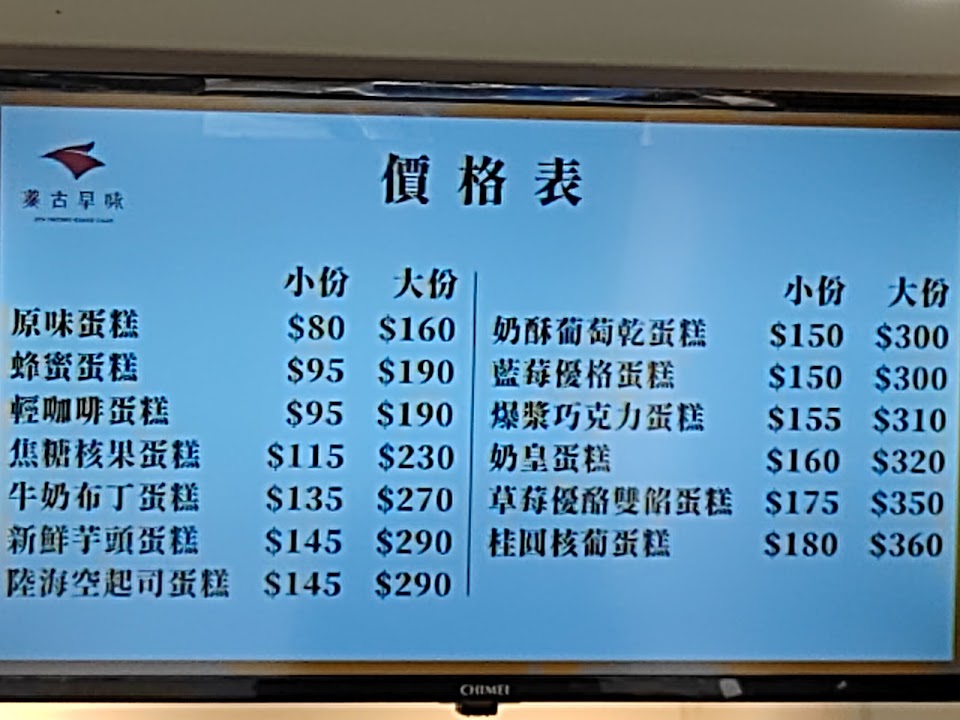 古早味
價格表
小份 大份
原味蛋糕 $80 $160
蜂蜜蛋糕 $95 $190
輕咖啡蛋糕 $95 $190
焦糖核果蛋糕 $115 $230
牛奶布丁蛋糕 $135 $270
新鮮芋頭蛋糕 $145 $290
陸海空起司蛋糕 $145 $290
小份 大份
奶酥葡萄乾蛋糕 $150 $300
藍莓優格蛋糕 $150 $300
爆漿巧克力蛋糕 $155 $310
奶皇蛋糕 $160 $320
草莓優酪雙餡蛋糕 $175 $350
桂圓核葡蛋糕 $180 $360
CHIMEI